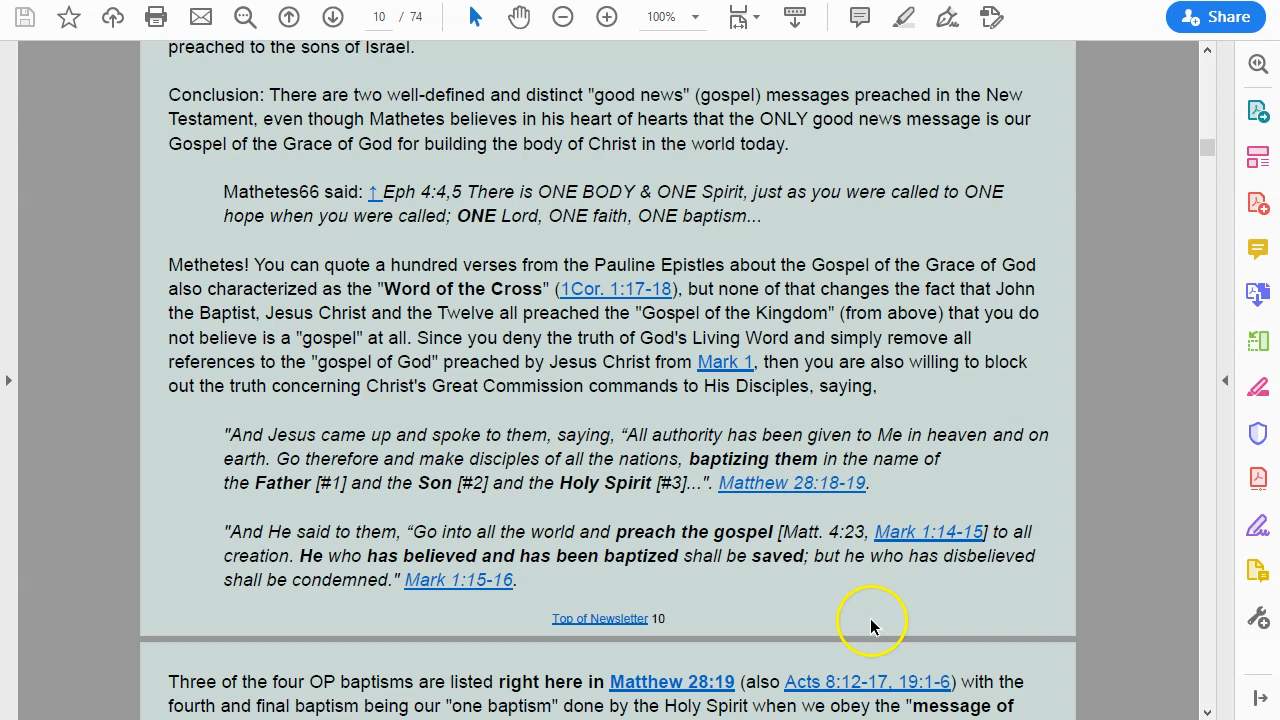 10 / 74
100%
Share
preached to the sons of Israel.
Conclusion: There are two well-defined and distinct "good news" (gospel) messages preached in the New
Testament, even though Mathetes believes in his heart of hearts that the ONLY good news message is our
Gospel of the Grace of God for building the body of Christ in the world today.
Mathetes66 said: ↑ Eph 4:4,5 There is ONE BODY & ONE Spirit, just as you were called to ONE
hope when you were called; ONE Lord, ONE faith, ONE baptism...
Methetes! You can quote a hundred verses from the Pauline Epistles about the Gospel of the Grace of God
also characterized as the "Word of the Cross" (1Cor. 1:17-18), but none of that changes the fact that John
the Baptist, Jesus Christ and the Twelve all preached the "Gospel of the Kingdom" (from above) that you do
not believe is a "gospel" at all. Since you deny the truth of God's Living Word and simply remove all
references to the "gospel of God" preached by Jesus Christ from Mark 1, then you are also willing to block
out the truth concerning Christ's Great Commission commands to His Disciples, saying,
"And Jesus came up and spoke to them, saying, “All authority has been given to Me in heaven and on
earth. Go therefore and make disciples of all the nations, baptizing them in the name of
the Father [#1] and the Son [#2] and the Holy Spirit [#3]...". Matthew 28:18-19.
"And He said to them, “Go into all the world and preach the gospel [Matt. 4:23, Mark 1:14-15] to all
creation. He who has believed and has been baptized shall be saved; but he who has disbelieved
shall be condemned." Mark 1:15-16.
Top of Newsletter 10
Three of the four OP baptisms are listed right here in Matthew 28:19 (also Acts 8:12-17, 19:1-6) with the
fourth and final baptism being our "one baptism" done by the Holy Spirit when we obey the "message of